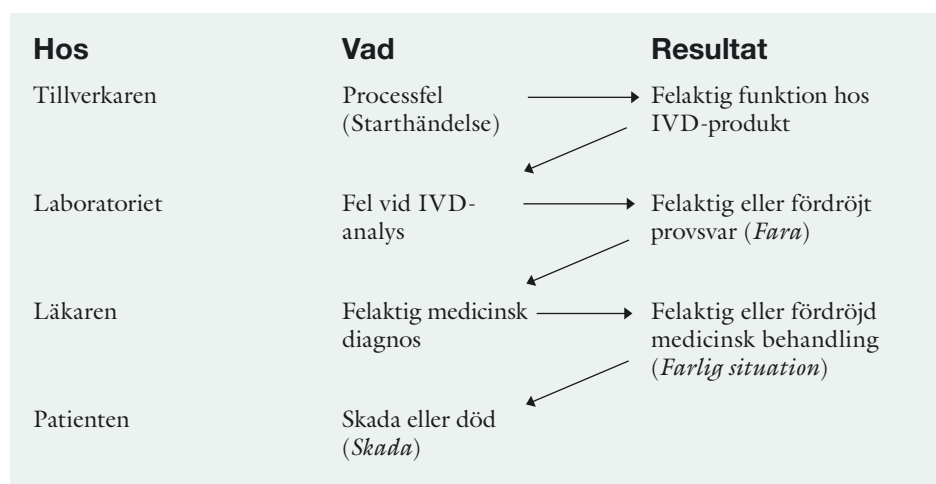 Hos Vad Resultat
Tillverkaren Processfel Felaktig funktion hos
(Starthändelse) IVD-produkt
Laboratoriet Fel vid IVD- Felaktig eller fördröjt
analys provsvar (Fara)
Läkaren Felaktig medicinsk Felaktig eller fördröjd
diagnos medicinsk behandling
(Farlig situation)
Patienten Skada eller död
(Skada)